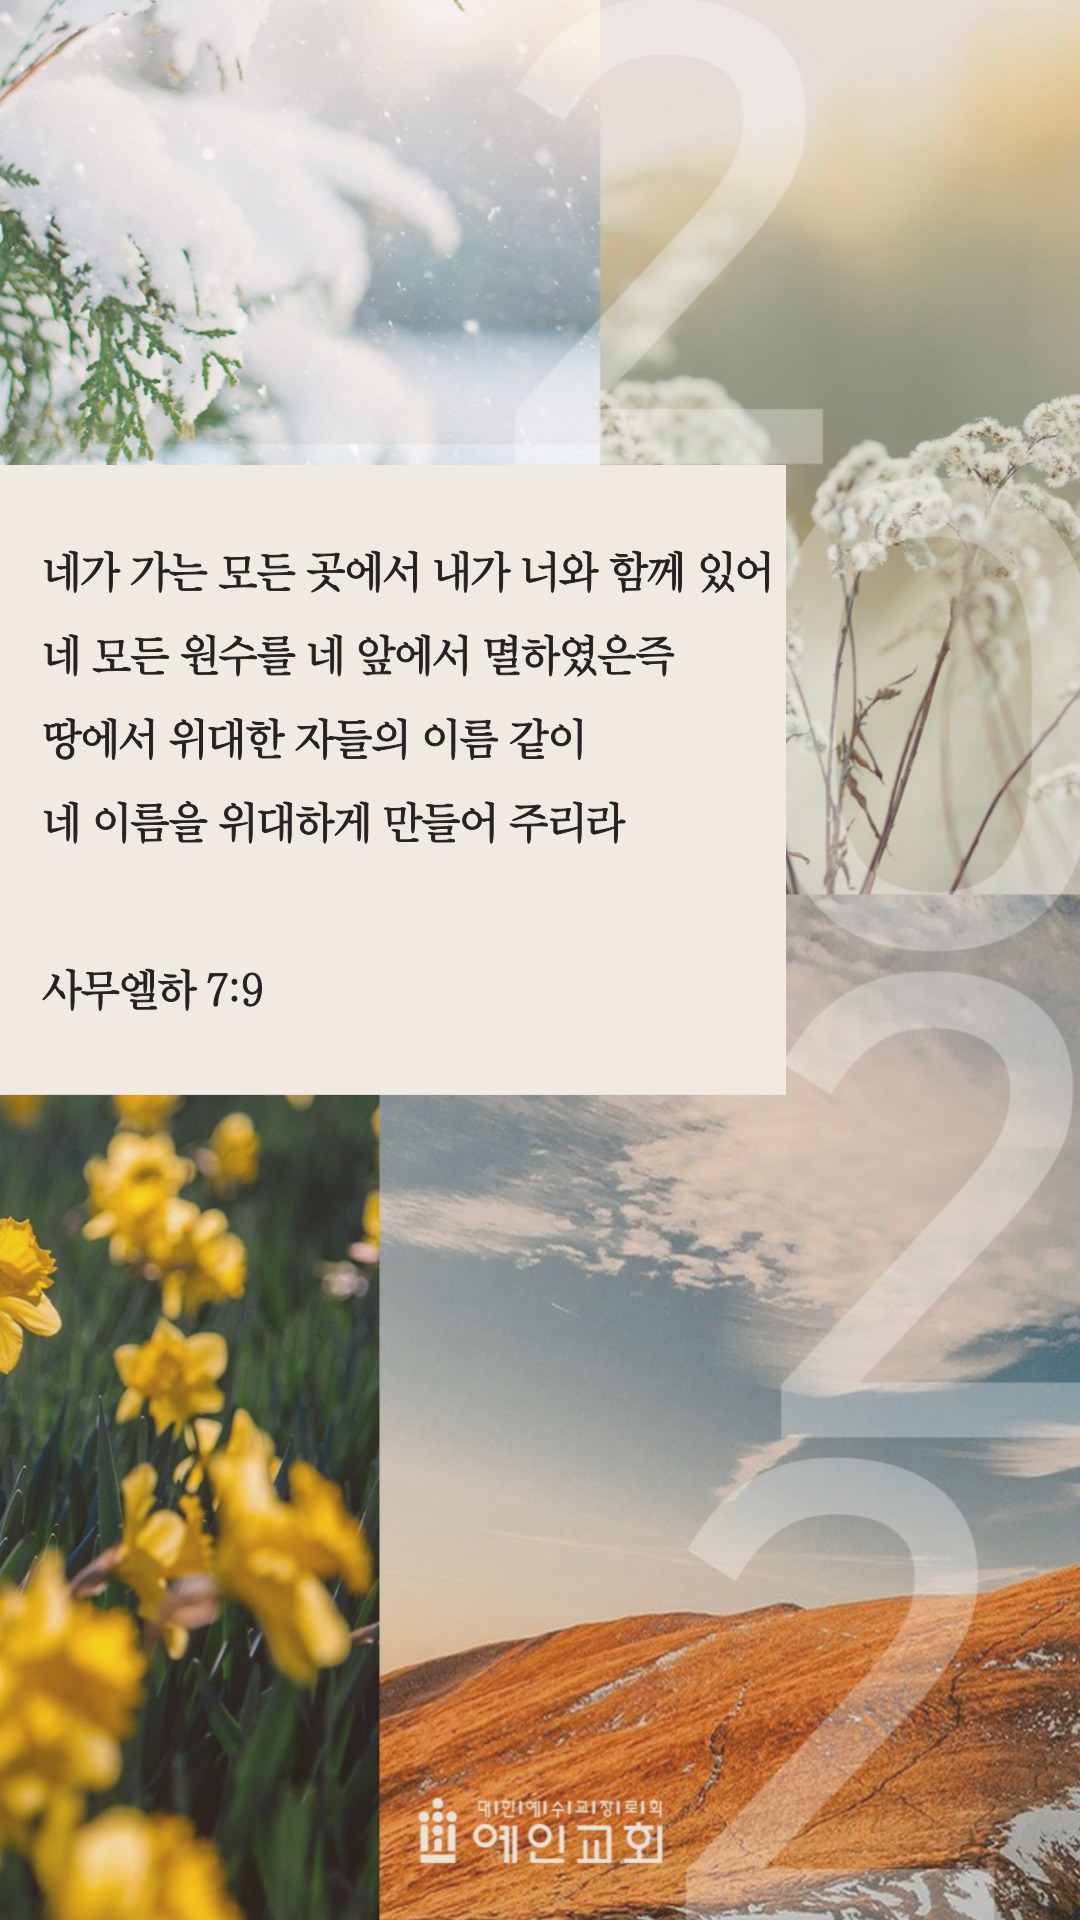 2
0
2
2
네가 가는 모든 곳에서 내가 너와 함께 있어
네 모든 원수를 네 앞에서 멸하였은즉
땅에서 위대한 자들의 이름 같이
네 이름을 위대하게 만들어 주리라
사무엘하 7:9
대한예수교장로회
예인교회